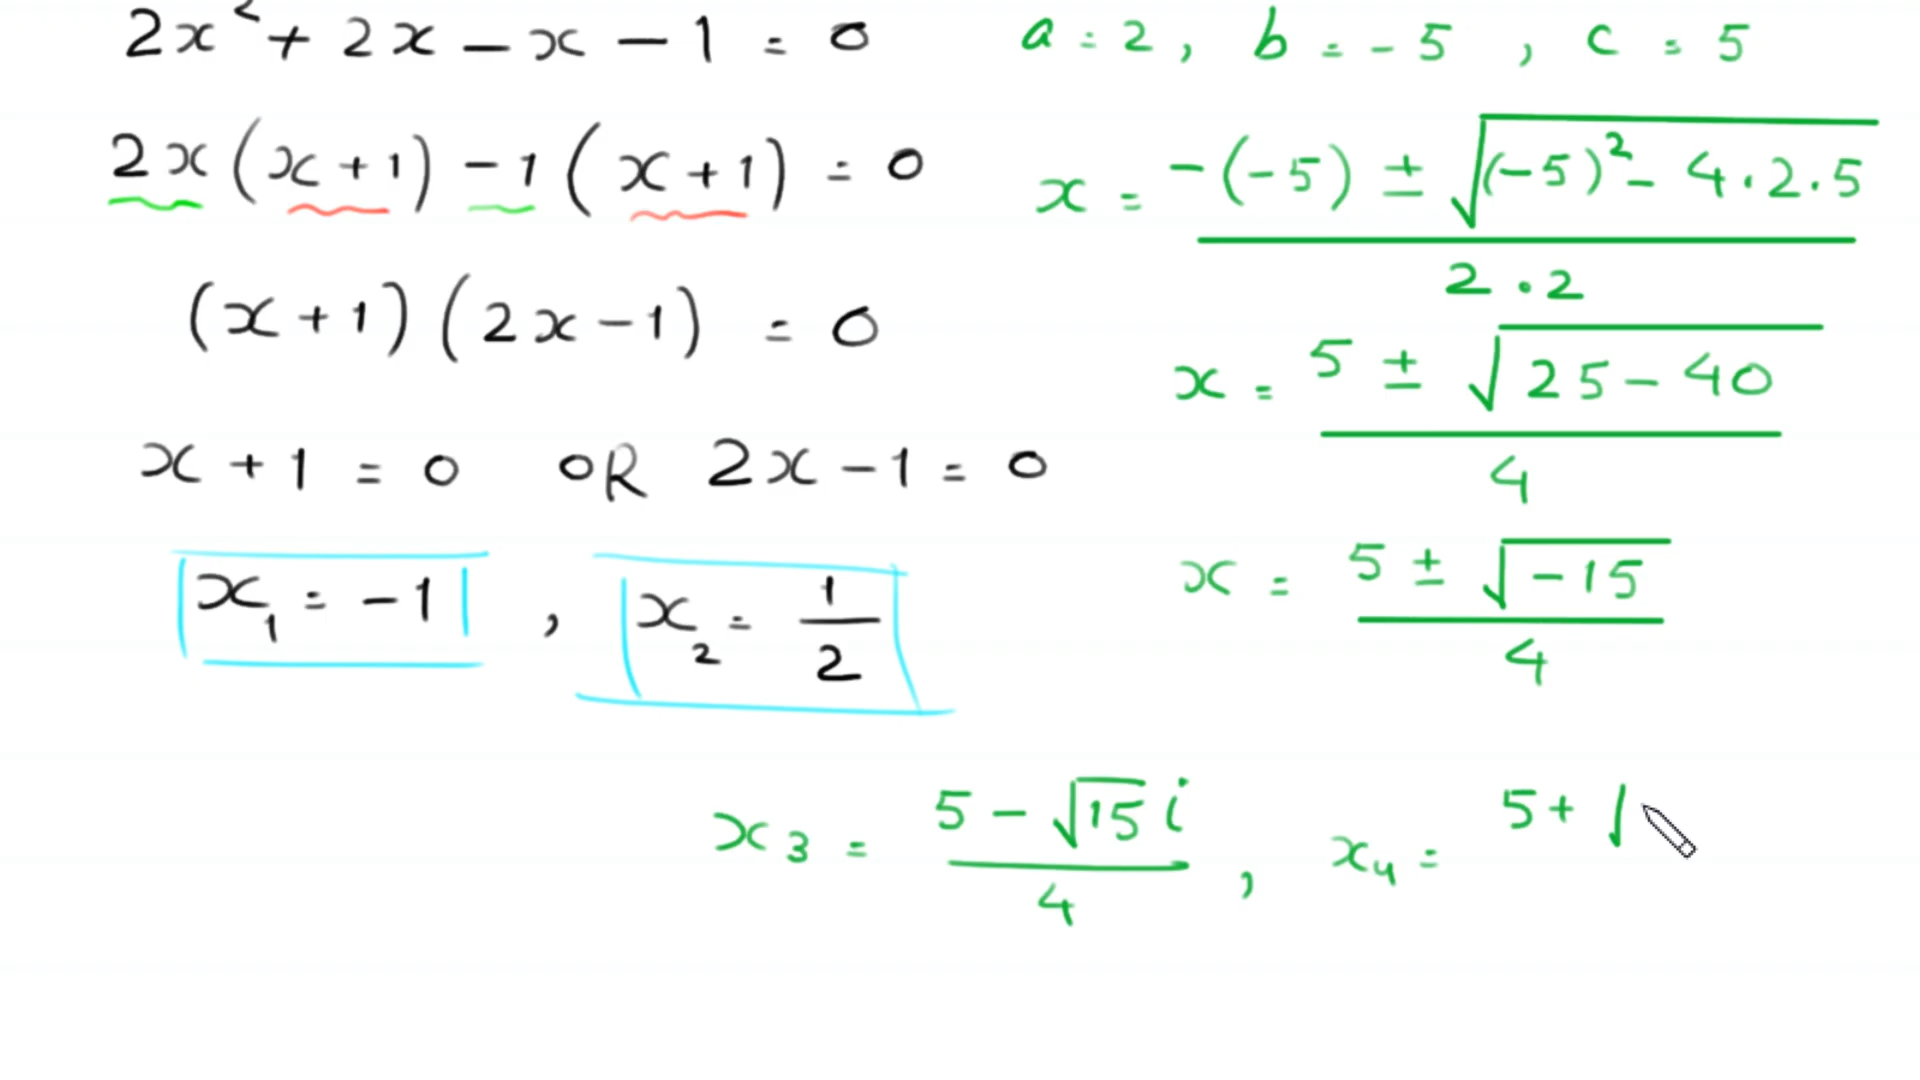 2x² + 2x - x - 1 = 0
2x(x+1) - 1(x+1) = 0
(x+1)(2x-1) = 0
x + 1 = 0 OR 2x - 1 = 0
x₁ = -1 , x₂ = 1/2
a = 2 , b = -5 , c = 5
x = (-(-5) ± √((-5)² - 4·2·5)) / (2·2)
x = (5 ± √(25 - 40)) / 4
x = (5 ± √(-15)) / 4
x₃ = (5 - √15 i) / 4 , x₄ = 5 + √